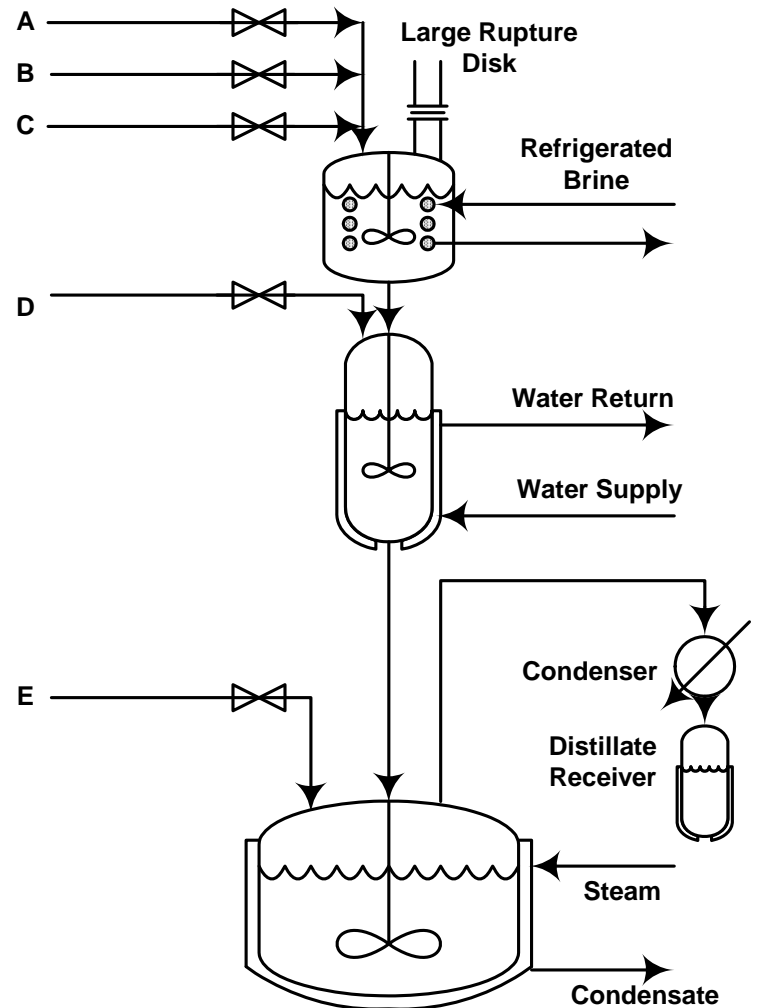 A
Large Rupture
Disk
B
C
Refrigerated
Brine
D
Water Return
Water Supply
Condenser
E
Distillate
Receiver
Steam
Condensate